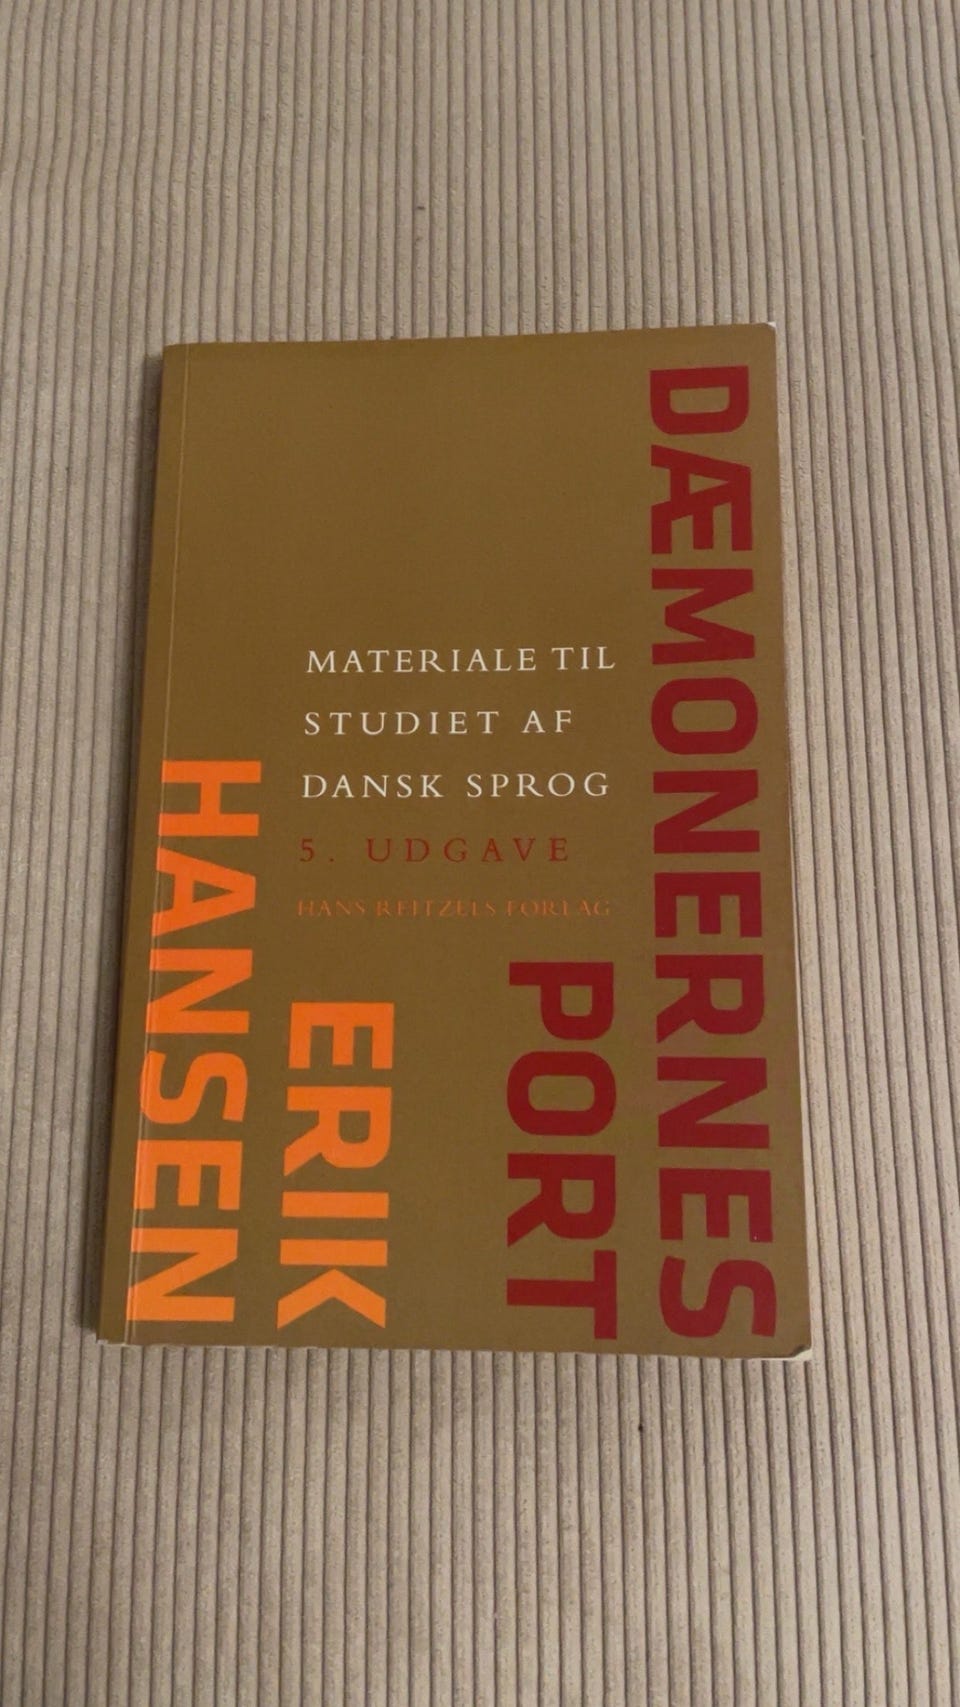 DÆMONERNES
PORT
MATERIALE TIL
STUDIET AF
DANSK SPROG
5. UDGAVE
HANS REITZELS FORLAG
ERIK
HANSEN